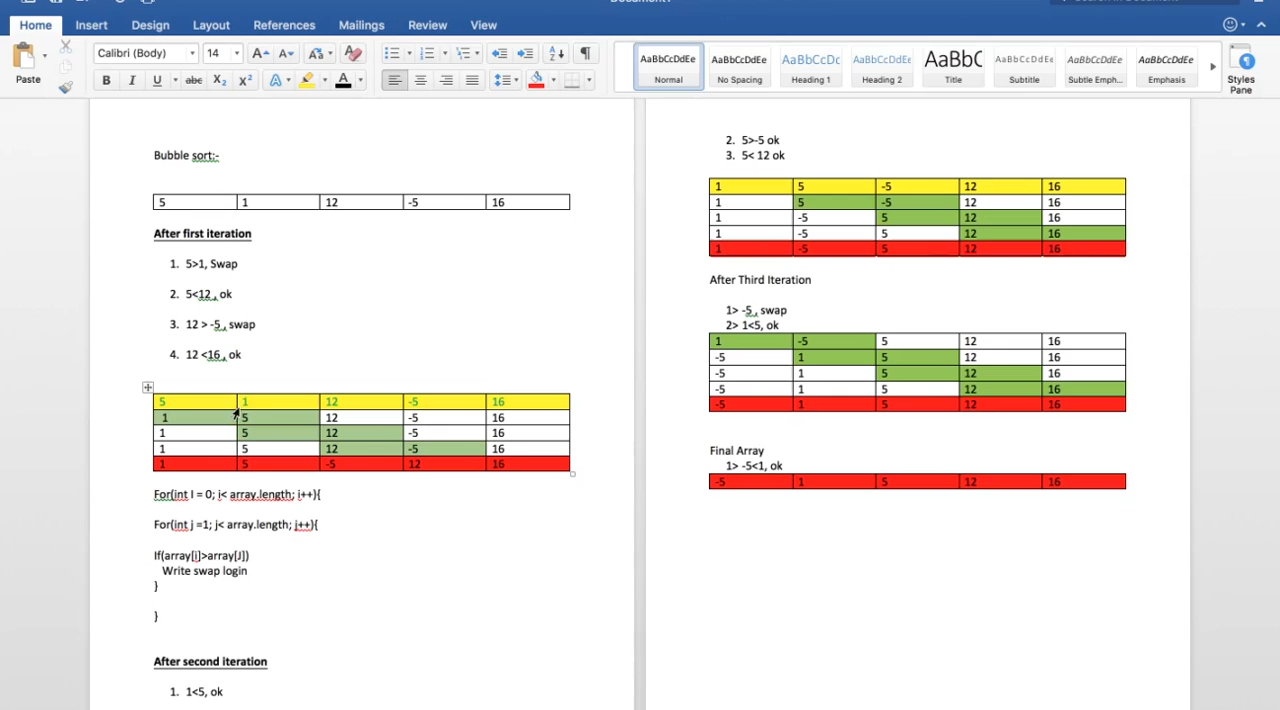 Home Insert Design Layout References Mailings Review View
Paste
Calibri (Body) 14
B I U abc X₂ X² A A
AaBbCcDdEe AaBbCcDdEe AaBbCcDc AaBbCcDdEe AaBbC AaBbCcDdEe AaBbCcDdEe AaBbCcDdEe
Normal No Spacing Heading 1 Heading 2 Title Subtitle Subtle Emph... Emphasis
Styles
Pane
Bubble sort:-
5 1 12 -5 16
After first iteration
1. 5>1, Swap
2. 5<12 , ok
3. 12 > -5 , swap
4. 12 <16 , ok
5 1 12 -5 16
1 5 12 -5 16
1 5 12 -5 16
1 5 12 -5 16
1 5 -5 12 16
For(int I = 0; i< array.length; i++){
For(int j =1; j< array.length; j++){
If(array[i]>array[J])
Write swap login
}
}
After second iteration
1. 1<5, ok
2. 5>-5 ok
3. 5< 12 ok
1 5 -5 12 16
1 5 -5 12 16
1 -5 5 12 16
1 -5 5 12 16
1 -5 5 12 16
After Third Iteration
1> -5 , swap
2> 1<5, ok
1 -5 5 12 16
-5 1 5 12 16
-5 1 5 12 16
-5 1 5 12 16
-5 1 5 12 16
Final Array
1> -5<1, ok
-5 1 5 12 16